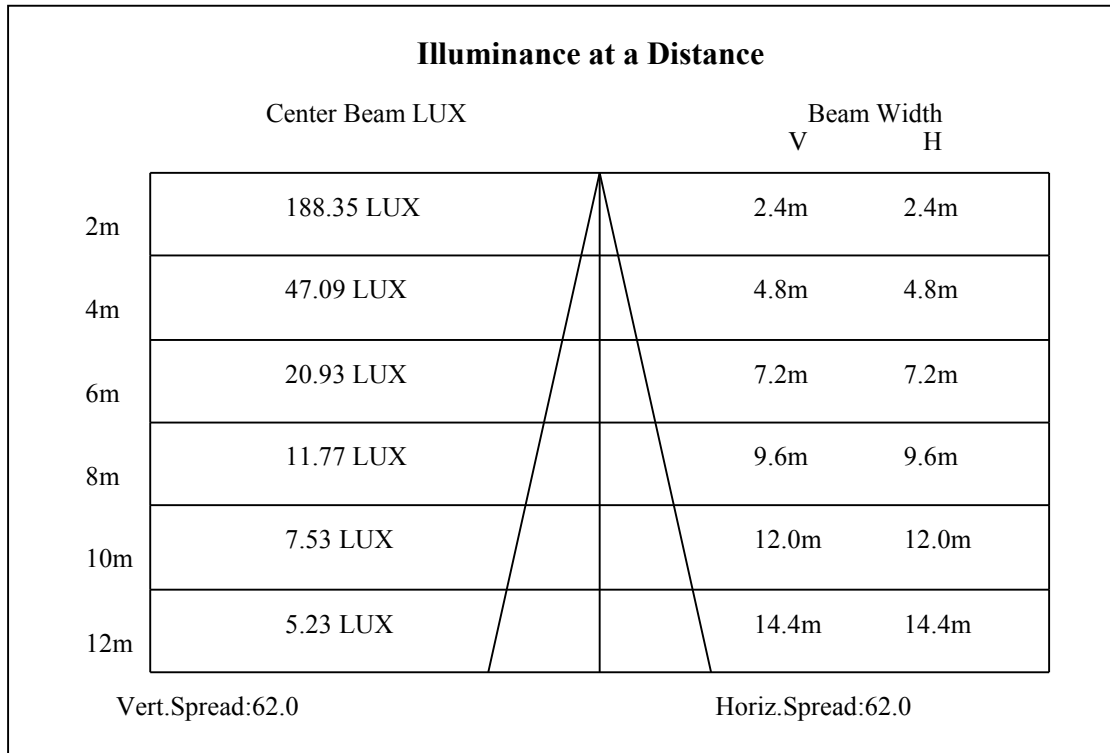 Illuminance at a Distance
Center Beam LUX Beam Width
V H
2m 188.35 LUX 2.4m 2.4m
4m 47.09 LUX 4.8m 4.8m
6m 20.93 LUX 7.2m 7.2m
8m 11.77 LUX 9.6m 9.6m
10m 7.53 LUX 12.0m 12.0m
12m 5.23 LUX 14.4m 14.4m
Vert.Spread:62.0 Horiz.Spread:62.0